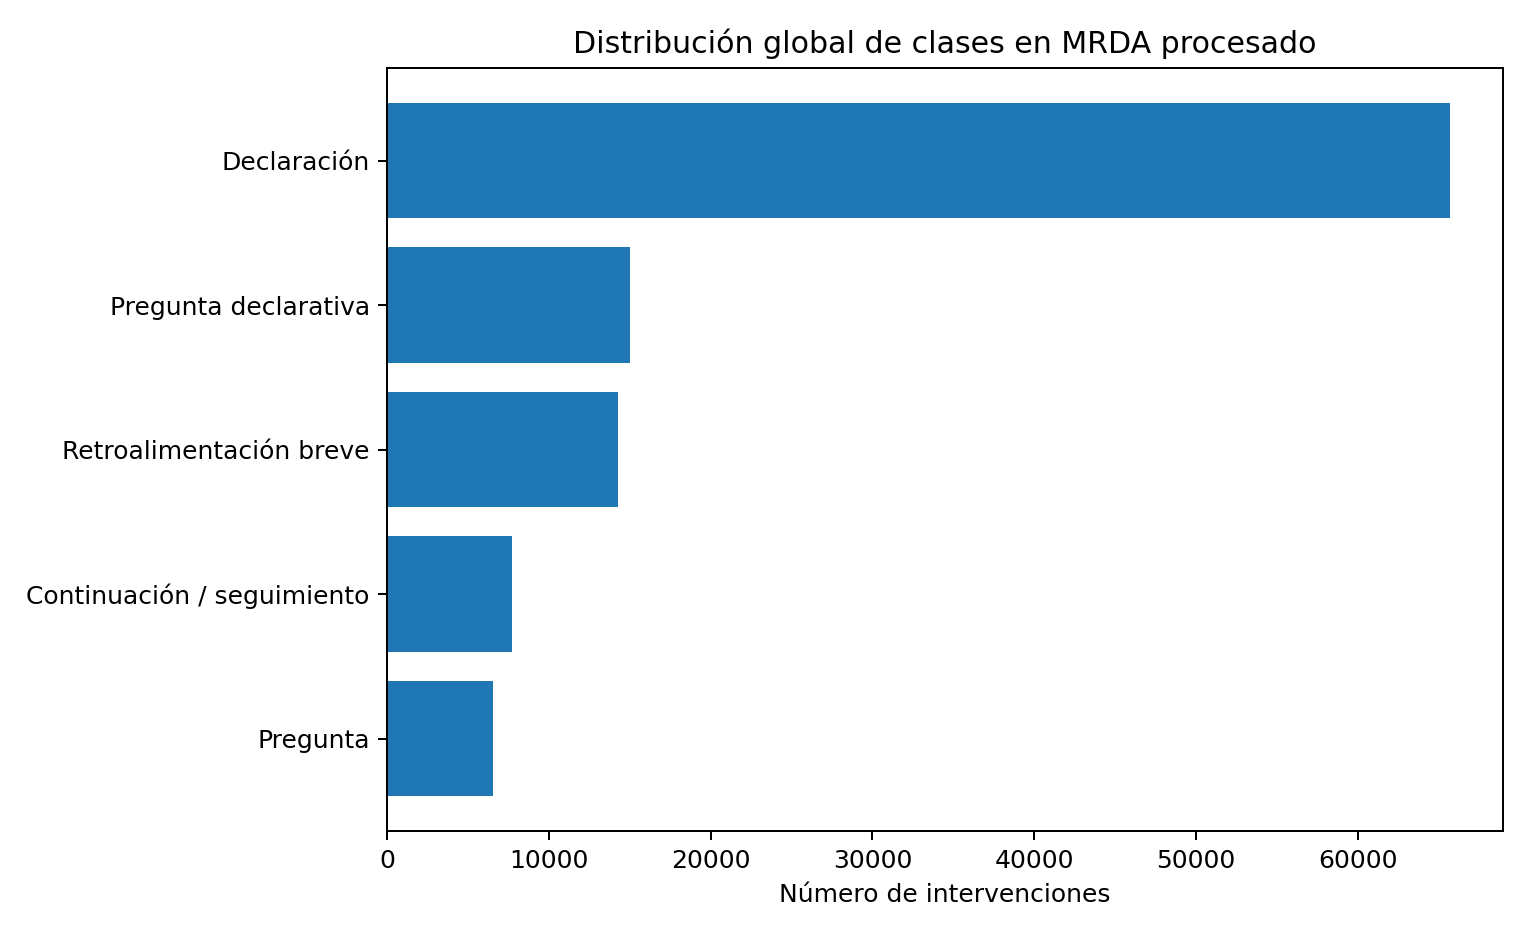 Distribución global de clases en MRDA procesado
Declaración
Pregunta declarativa
Retroalimentación breve
Continuación / seguimiento
Pregunta
0 10000 20000 30000 40000 50000 60000
Número de intervenciones